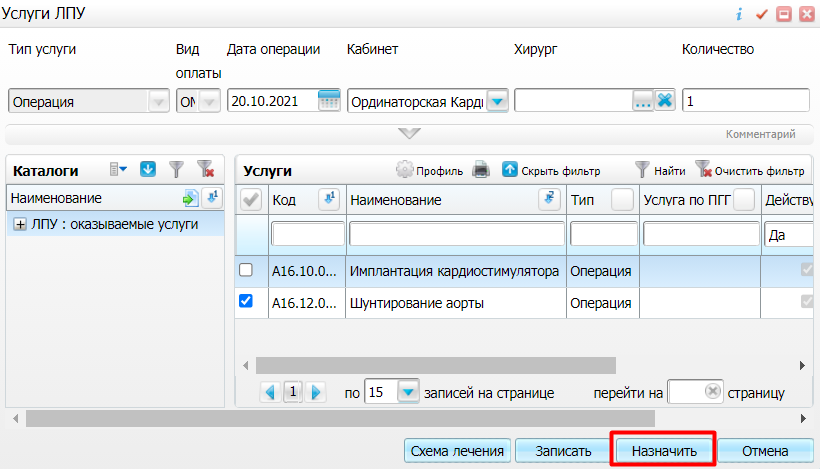 Услуги ЛПУ
Тип услуги
Вид оплаты
Дата операции
Кабинет
Хирург
Количество
Операция
20.10.2021
Ординаторская Карди
1
Комментарий
Каталоги
Наименование
ЛПУ : оказываемые услуги
Услуги Профиль Скрыть фильтр Найти Очистить фильтр
Код Наименование Тип Услуга по ПГГ Действу
Да
A16.10.0... Имплантация кардиостимулятора Операция
A16.12.0... Шунтирование аорты Операция
1 по 15 записей на странице перейти на страницу
Схема лечения Записать Назначить Отмена